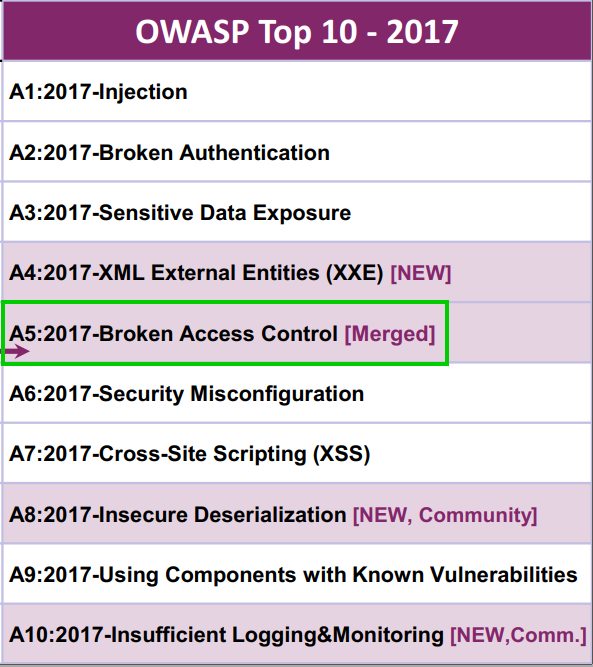 OWASP Top 10 - 2017
A1:2017-Injection
A2:2017-Broken Authentication
A3:2017-Sensitive Data Exposure
A4:2017-XML External Entities (XXE) [NEW]
A5:2017-Broken Access Control [Merged]
A6:2017-Security Misconfiguration
A7:2017-Cross-Site Scripting (XSS)
A8:2017-Insecure Deserialization [NEW, Community]
A9:2017-Using Components with Known Vulnerabilities
A10:2017-Insufficient Logging&Monitoring [NEW,Comm.]